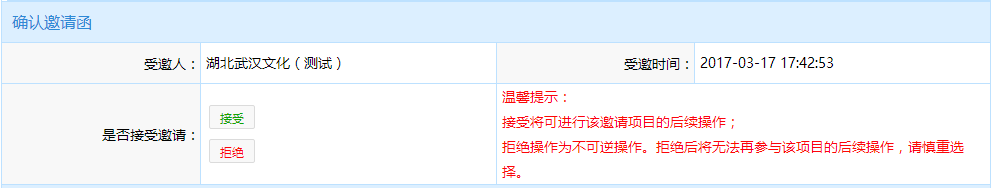 确认邀请函
受邀人： 湖北武汉文化（测试） 受邀时间： 2017-03-17 17:42:53
是否接受邀请：
接受
拒绝
温馨提示：
接受将可进行该邀请项目的后续操作；
拒绝操作为不可逆操作。拒绝后将无法再参与该项目的后续操作，请慎重选
择。